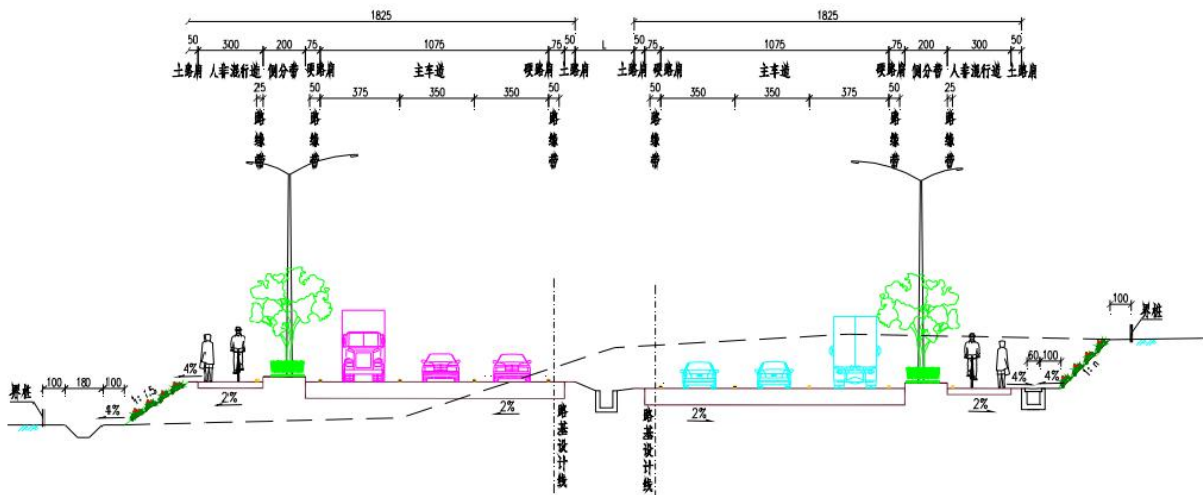 1825 1825
50 300 200 75 1075 75 50 L 50 75 1075 75 200 300 50
土路肩 人非混行道 侧分带 硬路肩 主车道 硬路肩 土路肩 土路肩 硬路肩 主车道 硬路肩 侧分带 人非混行道 土路肩
25 50 375 350 350 50 50 350 350 375 50 25
路缘带 路缘带 路缘带 路缘带 路缘带 路缘带
100 界桩
界桩 100 180 100 4% 1:1.5 4% 2% 2% 2% 2% 4% 60 100 4% 1:n
路基设计线 路基设计线